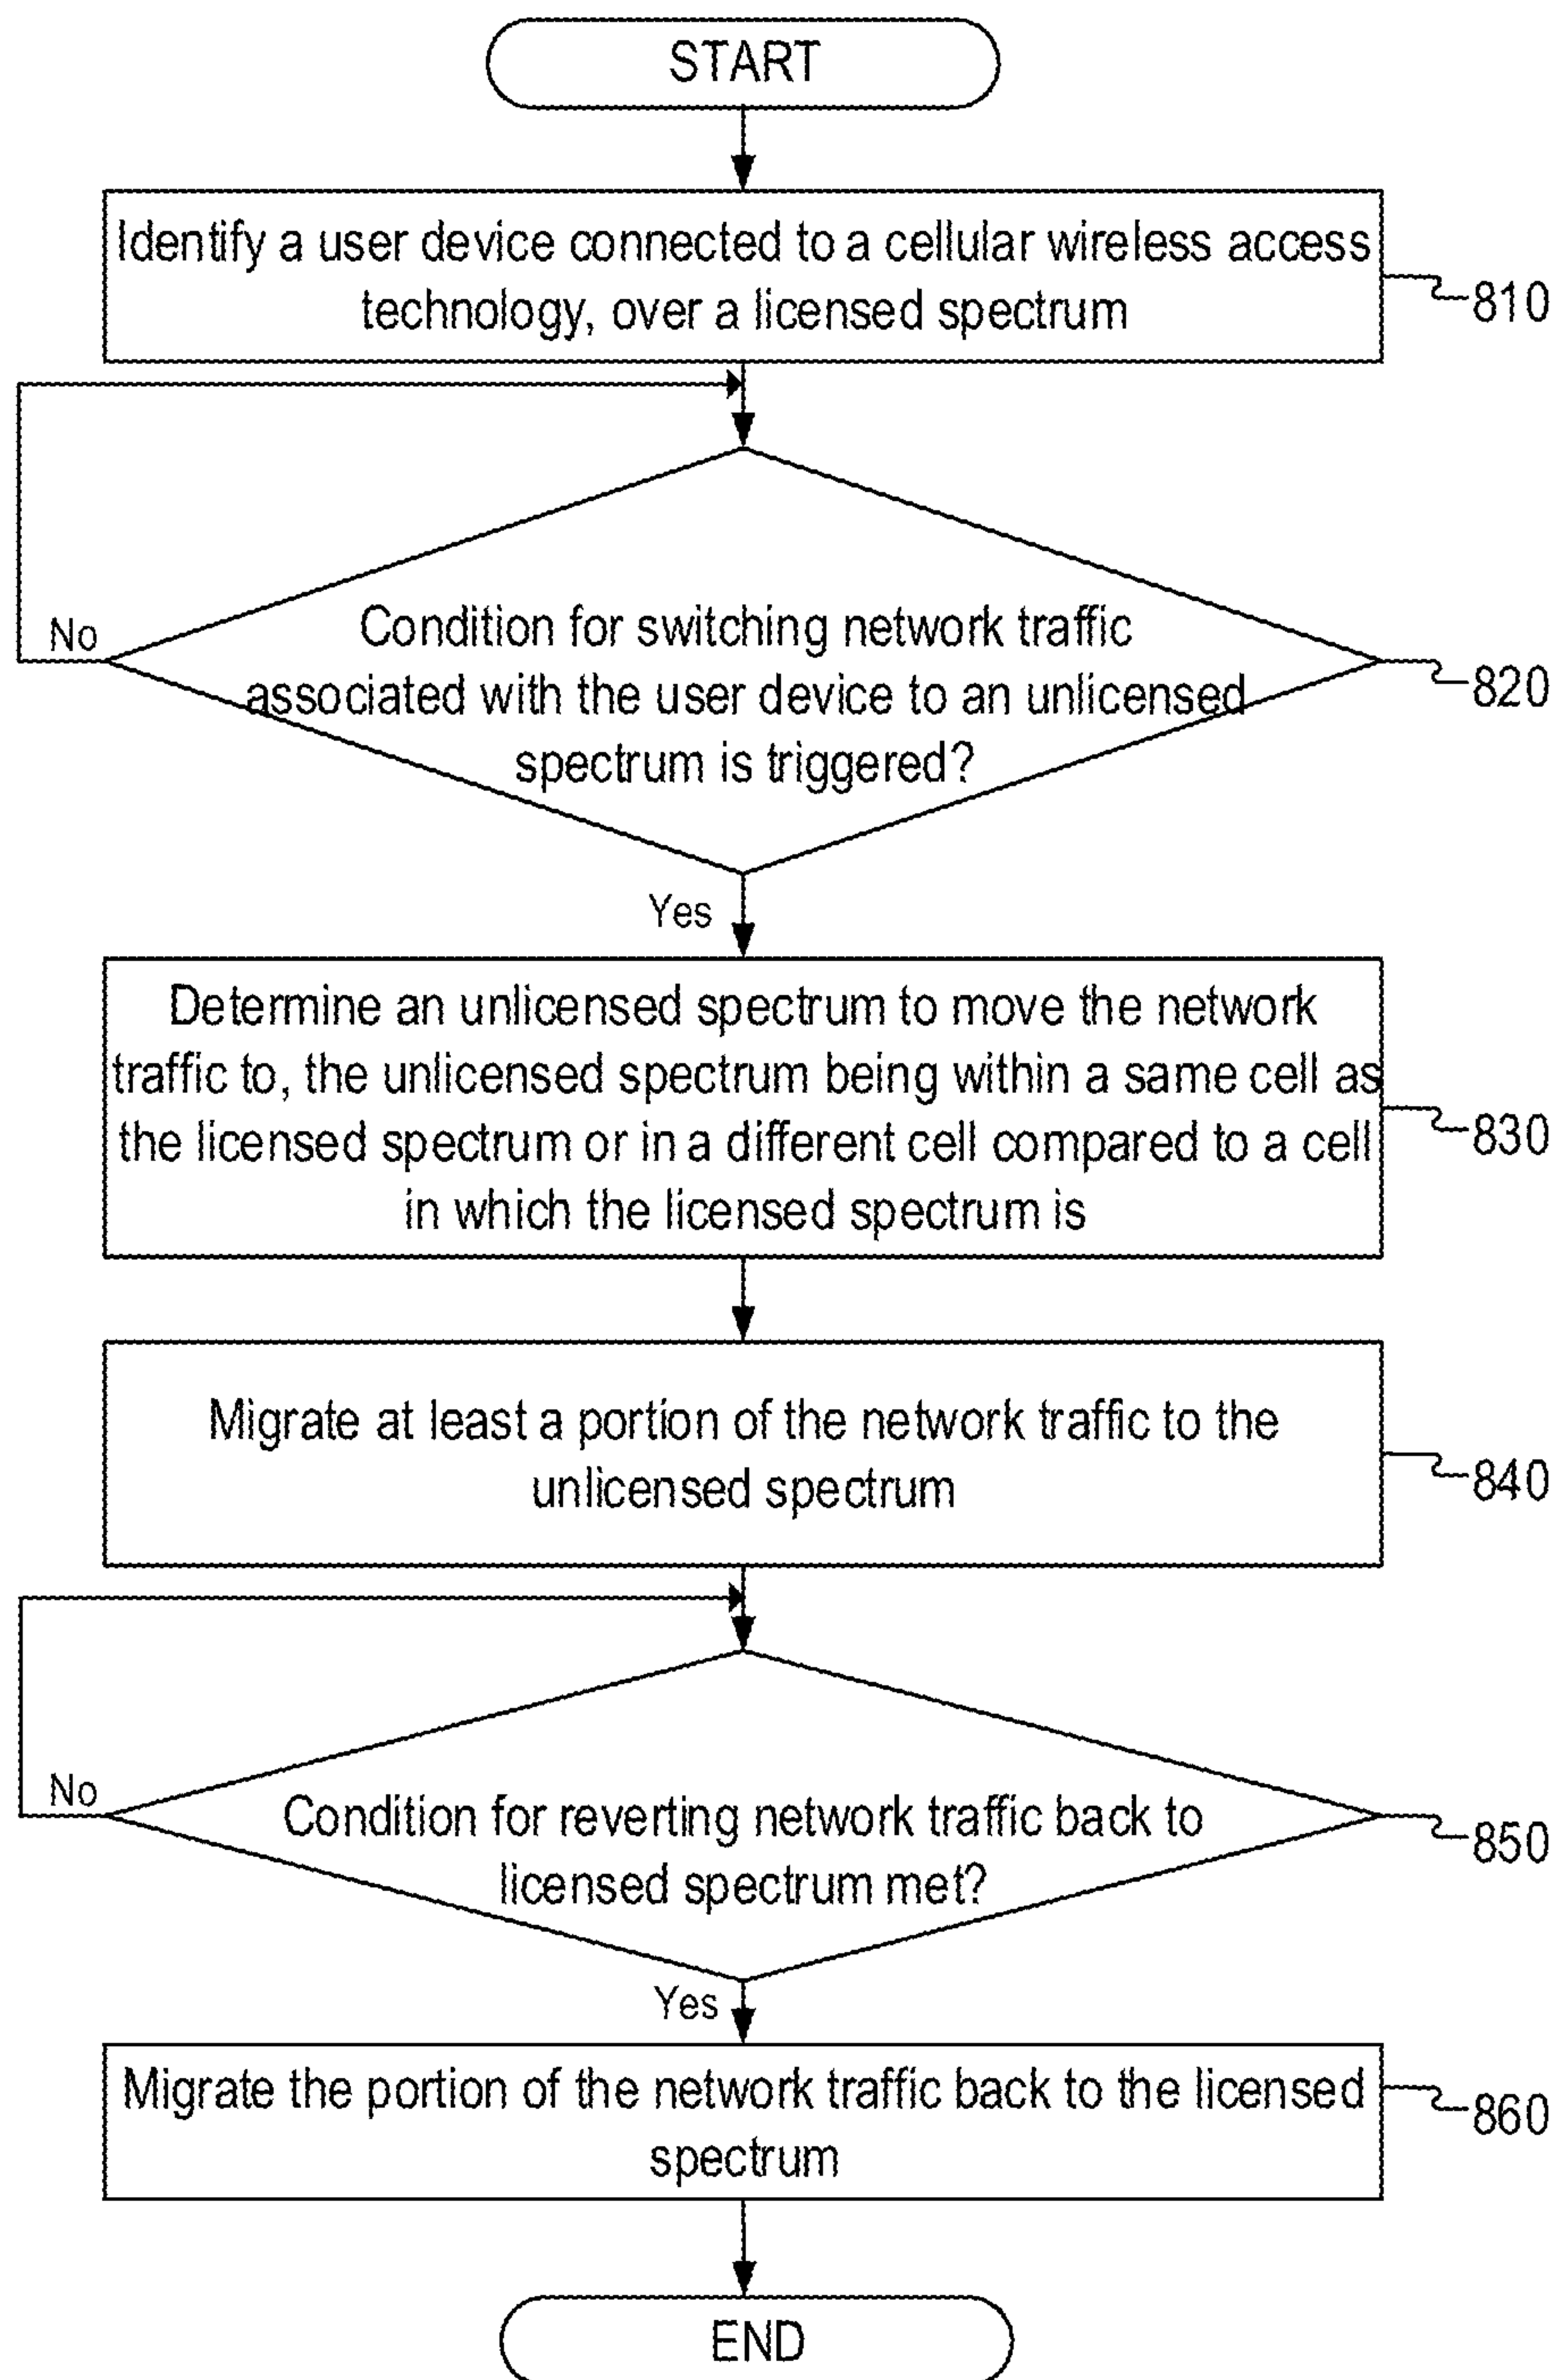 START
Identify a user device connected to a cellular wireless access
technology, over a licensed spectrum
810
Condition for switching network traffic
associated with the user device to an unlicensed
spectrum is triggered?
No
820
Yes
Determine an unlicensed spectrum to move the network
traffic to, the unlicensed spectrum being within a same cell as
the licensed spectrum or in a different cell compared to a cell
in which the licensed spectrum is
830
Migrate at least a portion of the network traffic to the
unlicensed spectrum
840
No
Condition for reverting network traffic back to
licensed spectrum met?
850
Yes
Migrate the portion of the network traffic back to the licensed
spectrum
860
END